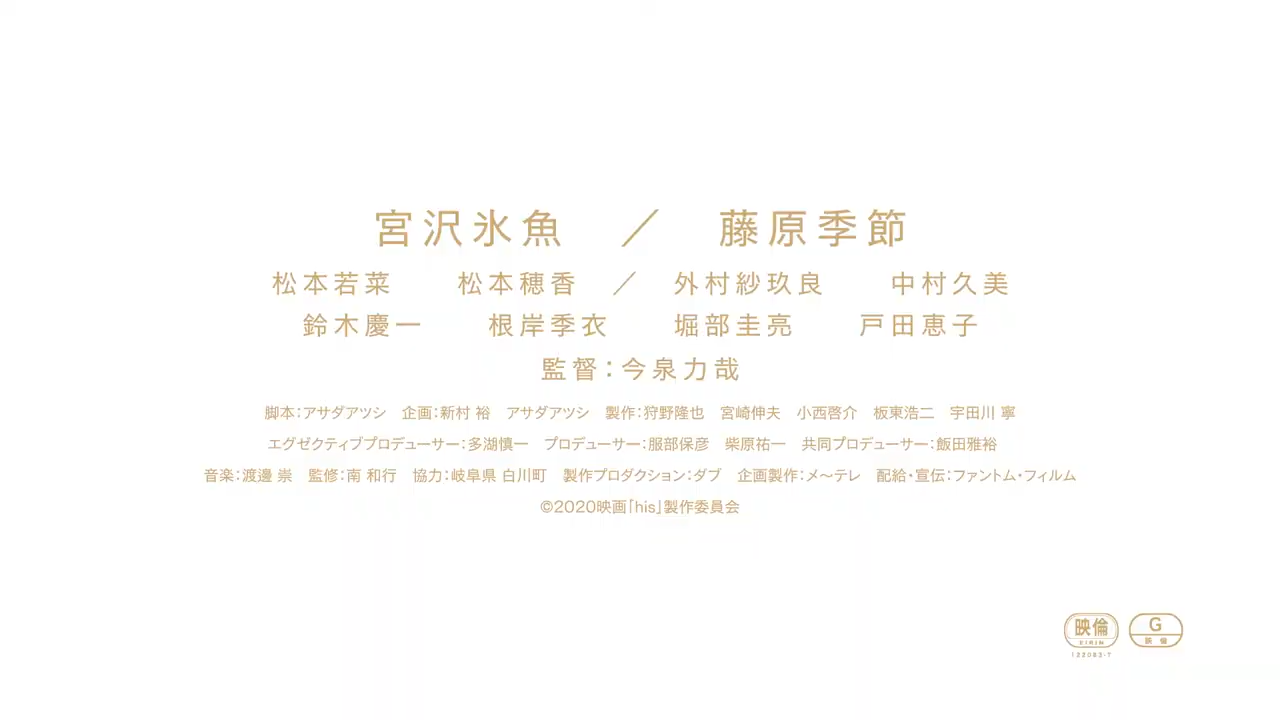 宮沢氷魚　／　藤原季節
松本若菜　松本穂香　／　外村紗玖良　中村久美
鈴木慶一　根岸季衣　堀部圭亮　戸田恵子
監督：今泉力哉
脚本：アサダアツシ　企画：新村 裕　アサダアツシ　製作：狩野隆也　宮崎伸夫　小西啓介　板東浩二　宇田川 寧
エグゼクティブプロデューサー：多湖慎一　プロデューサー：服部保彦　柴原祐一　共同プロデューサー：飯田雅裕
音楽：渡邊 崇　監修：南 和行　協力：岐阜県 白川町　製作プロダクション：ダブ　企画製作：メ〜テレ　配給・宣伝：ファントム・フィルム
©2020映画「his」製作委員会
映倫
EIRIN
122082-7
G
映倫